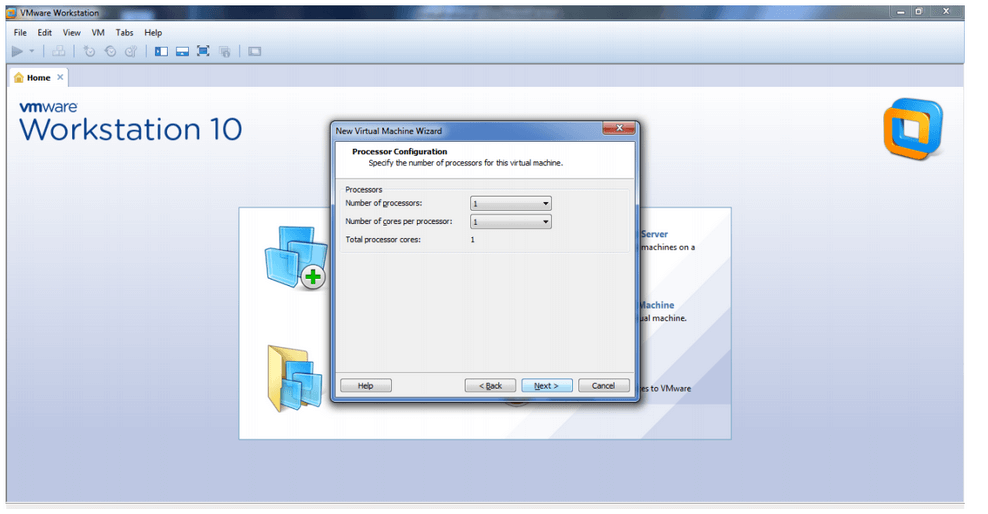 VMware Workstation
File Edit View VM Tabs Help
Home
vmware
Workstation 10
New Virtual Machine Wizard
Processor Configuration
Specify the number of processors for this virtual machine.
Processors
Number of processors: 1
Number of cores per processor: 1
Total processor cores: 1
Server
machines on a
Machine
ual machine.
es to VMware
Help < Back Next > Cancel